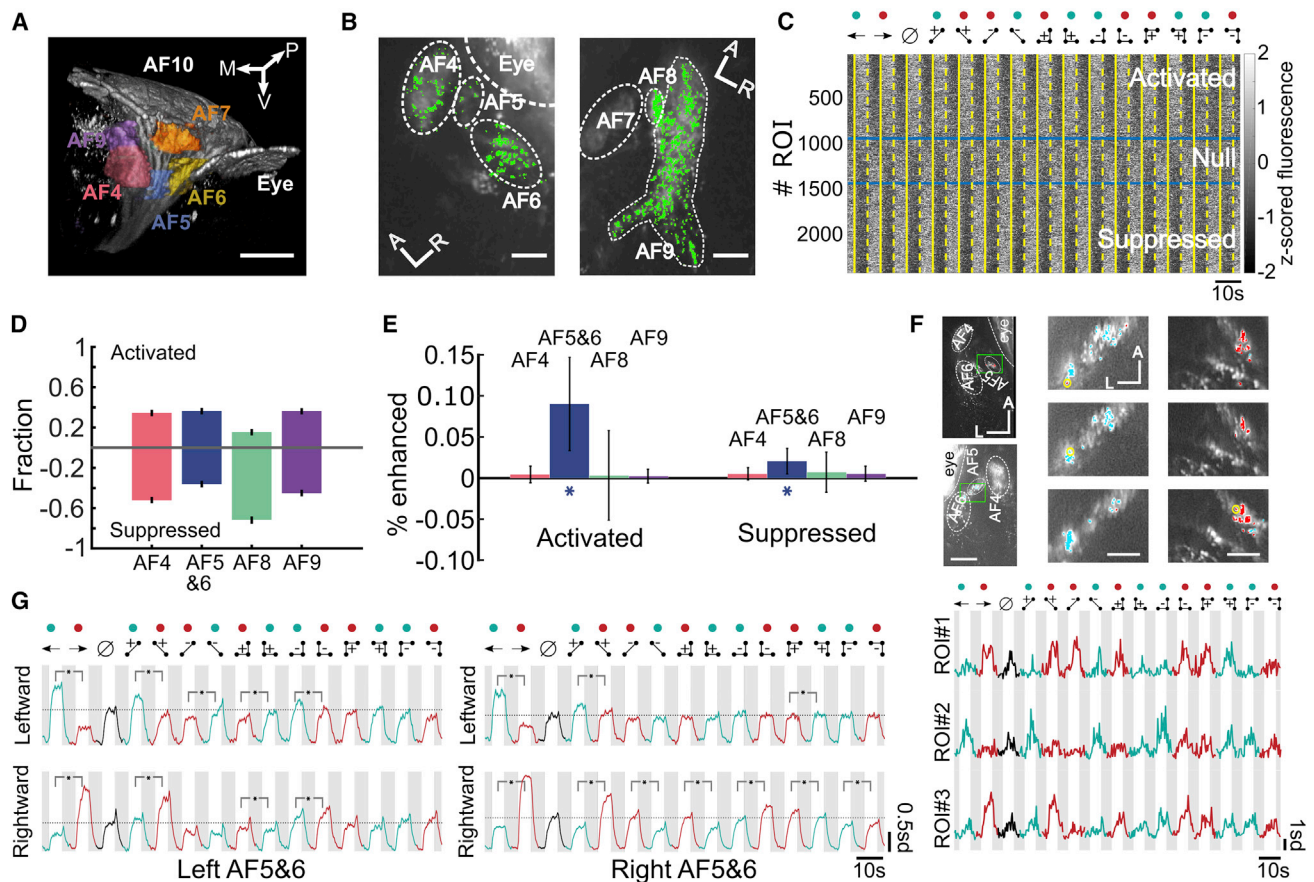 A
AF10
M
P
V
AF7
AF9
AF4
AF6
AF5
Eye
B
AF4
Eye
AF5
AF6
A
R
AF8
A
R
AF7
AF9
C
∅ + + - - + + - - + + - -
# ROI
500
1000
1500
2000
Activated
Null
Suppressed
2
1
0
-1
-2
z-scored fluorescence
10s
D
Fraction
1
0.6
0.2
-0.2
-0.6
-1
Activated
Suppressed
AF4
AF5
&6
AF8
AF9
E
% enhanced
0.15
0.10
0.05
0
-0.05
-0.10
AF5&6
AF9
AF4
AF8
*
Activated
AF5&6
AF9
AF4
AF8
*
Suppressed
F
AF4
eye
AF6
AF5
A
L
eye
AF5
AF6
AF4
A
L
∅ + + - - + + - - + + - -
ROI#1
ROI#2
ROI#3
1sd
10s
G
∅ + + - - + + - - + + - -
Leftward
* * * * *
Rightward
* * * *
Left AF5&6
∅ + + - - + + - - + + - -
Leftward
* * *
Rightward
* * * * * * *
0.5sd
10s
Right AF5&6